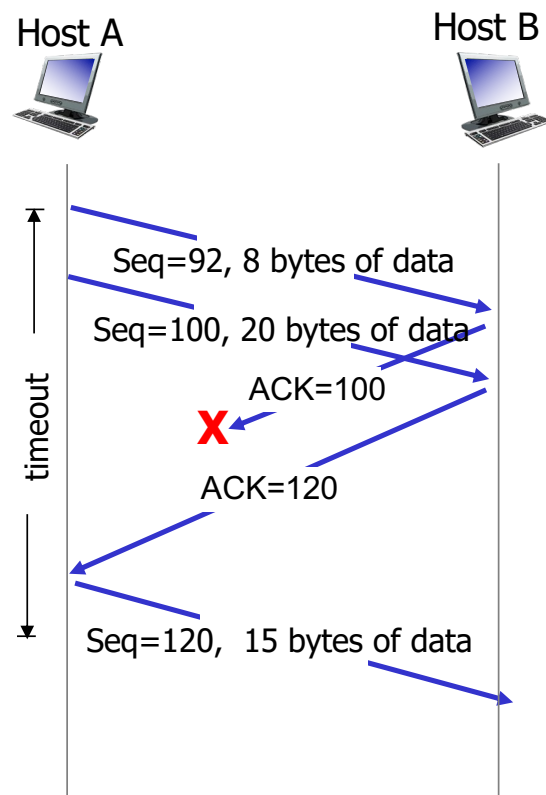 Host A
Host B
Seq=92, 8 bytes of data
Seq=100, 20 bytes of data
ACK=100
X
timeout
ACK=120
Seq=120, 15 bytes of data